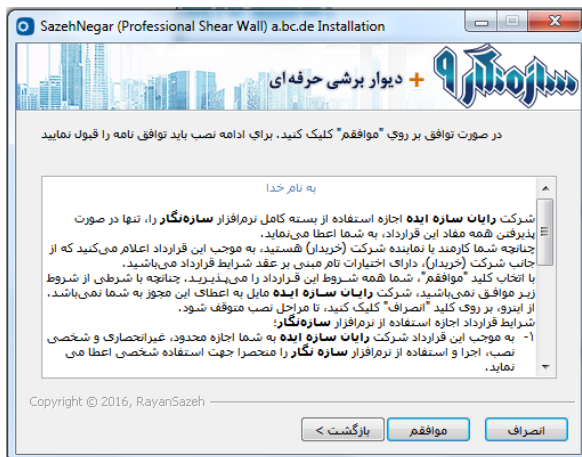 SazehNegar (Professional Shear Wall) a.bc.de Installation
سازه‌نگار ۹
+ دیوار برشی حرفه ای
در صورت توافق بر روي "موافقم" کلیک کنید. براي ادامه نصب باید توافق نامه را قبول نمایید
به نام خدا
شرکت رایان سازه ایده اجازه استفاده از بسته کامل نرم‌افزار سازه‌نگار را، تنها در صورت
پذیرفتن همه مفاد این قرارداد، به شما اعطا می‌نماید.
چنانچه شما کارمند یا نماینده شرکت (خریدار) هستید، به موجب این قرارداد اعلام می‌کنید که از
جانب شرکت (خریدار)، دارای اختیارات تام مبنی بر عقد شرایط قرارداد می‌باشید.
با انتخاب کلید "موافقم"، شما همه شـروط این قـرارداد را می‌پـذیریـد. چنانچه با شرطی از شروط
زیر موافـق نمی‌باشید، شرکت رایـان سـازه ایـده مایل به اعطای این مجوز به شما نمی‌باشد.
از اینرو، بر روی کلید "انصراف" کلیک کنید، تا مراحل نصب متوقف شود.
شرایط قرارداد اجازه استفاده از نرم‌افزار سازه‌نگار؛
۱- به موجب این قرارداد شرکت رایان سازه ایده به شما اجازه محدود، غیرانحصاری و شخصی
نصب، اجرا و استفاده از نرم‌افزار سازه نگار را منحصرا جهت استفاده شخصی اعطا می
نماید.
Copyright © 2016, RayanSazeh
بازگشت >
موافقم
انصراف